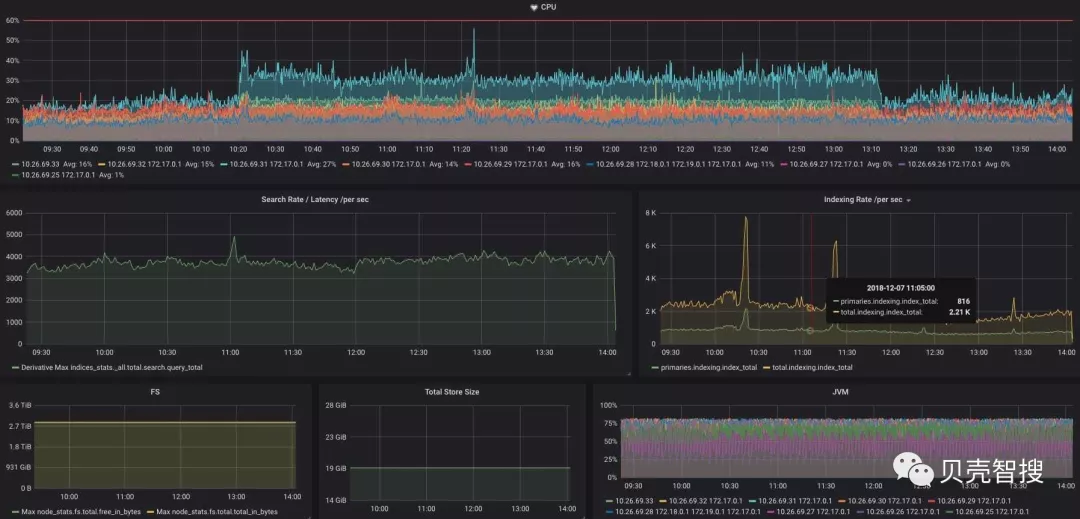 CPU
60%
50%
40%
30%
20%
10%
0%
09:30 09:40 09:50 10:00 10:10 10:20 10:30 10:40 10:50 11:00 11:10 11:20 11:30 11:40 11:50 12:00 12:10 12:20 12:30 12:40 12:50 13:00 13:10 13:20 13:30 13:40 13:50 14:00
10.26.69.33 Avg: 16% 10.26.69.32 172.17.0.1 Avg: 15% 10.26.69.31 172.17.0.1 Avg: 27% 10.26.69.30 172.17.0.1 Avg: 14% 10.26.69.29 172.17.0.1 Avg: 16% 10.26.69.28 172.18.0.1 172.19.0.1 172.17.0.1 Avg: 11% 10.26.69.27 172.17.0.1 Avg: 0% 10.26.69.26 172.17.0.1 Avg: 0%
10.26.69.25 172.17.0.1 Avg: 1%
Search Rate / Latency /per sec
6000
5000
4000
3000
2000
1000
0
09:30 10:00 10:30 11:00 11:30 12:00 12:30 13:00 13:30 14:00
Derivative Max indices_stats._all.total.search.query_total
Indexing Rate /per sec
8 K
6 K
4 K
2 K
0
2018-12-07 11:05:00
primaries.indexing.index_total: 816
total.indexing.index_total: 2.21 K
09:30 10:00 10:30 11:00 11:30 12:00 12:30 13:00 13:30 14:00
primaries.indexing.index_total total.indexing.index_total
FS
3.6 TiB
2.7 TiB
1.8 TiB
931 GiB
0 B
10:00 11:00 12:00 13:00 14:00
Max node_stats.fs.total.free_in_bytes Max node_stats.fs.total.total_in_bytes
Total Store Size
28 GiB
23 GiB
19 GiB
14 GiB
10:00 11:00 12:00 13:00 14:00
JVM
100%
75%
50%
25%
0%
09:30 10:00 10:30 11:00 11:30 12:00 12:30 13:00 13:30 14:00
10.26.69.33 10.26.69.32 172.17.0.1 10.26.69.31 172.17.0.1 10.26.69.30 172.17.0.1 10.26.69.29 172.17.0.1
10.26.69.28 172.18.0.1 172.19.0.1 172.17.0.1 10.26.69.27 172.17.0.1 10.26.69.26 172.17.0.1 10.26.69.25 172.17.0.1
贝壳智搜